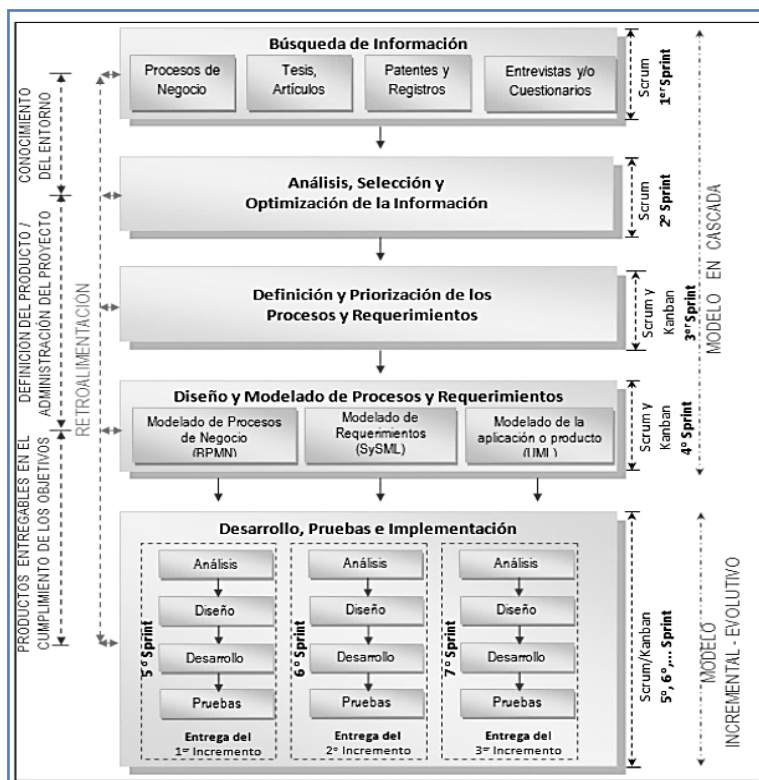 Búsqueda de Información
Procesos de
Negocio
Tesis,
Artículos
Patentes y
Registros
Entrevistas y/o
Cuestionarios
Scrum
1er Sprint
Análisis, Selección y
Optimización de la Información
Scrum
2º Sprint
Definición y Priorización de los
Procesos y Requerimientos
Scrum y
Kanban
3er Sprint
Diseño y Modelado de Procesos y Requerimientos
Modelado de Procesos
de Negocio
(BPMN)
Modelado de
Requerimientos
(SySML)
Modelado de la
aplicación o producto
(UML)
Scrum y
Kanban
4º Sprint
Desarrollo, Pruebas e Implementación
5º Sprint
Análisis
Diseño
Desarrollo
Pruebas
Entrega del
1er Incremento
6º Sprint
Análisis
Diseño
Desarrollo
Pruebas
Entrega del
2º Incremento
7º Sprint
Análisis
Diseño
Desarrollo
Pruebas
Entrega del
3er Incremento
Scrum/Kanban
5º, 6º,... Sprint
CONOCIMIENTO
DEL ENTORNO
DEFINICIÓN DEL PRODUCTO /
ADMINISTRACIÓN DEL PROYECTO
PRODUCTOS ENTREGABLES EN EL
CUMPLIMIENTO DE LOS OBJETIVOS
RETROALIMENTACIÓN
MODELO EN CASCADA
MODELO
INCREMENTAL - EVOLUTIVO